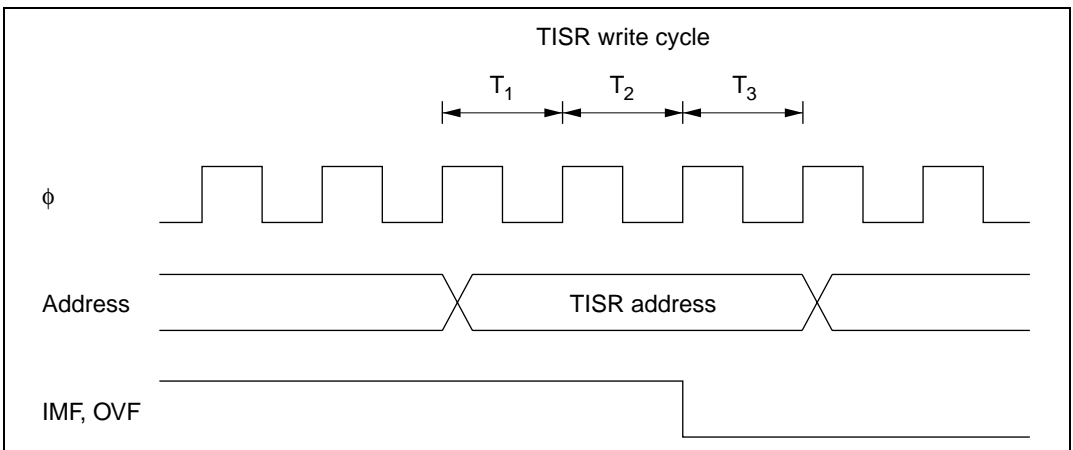 TISR write cycle
T1 T2 T3
φ
Address TISR address
IMF, OVF